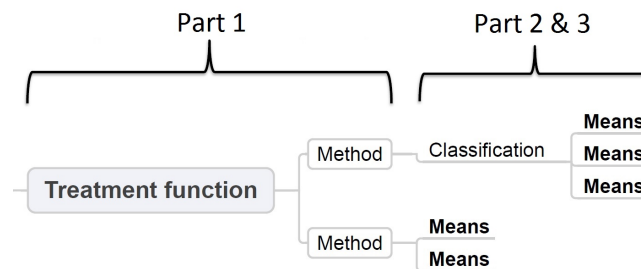 Part 1
Part 2 & 3
Means
Method
Classification
Means
Treatment function
Means
Means
Method
Means